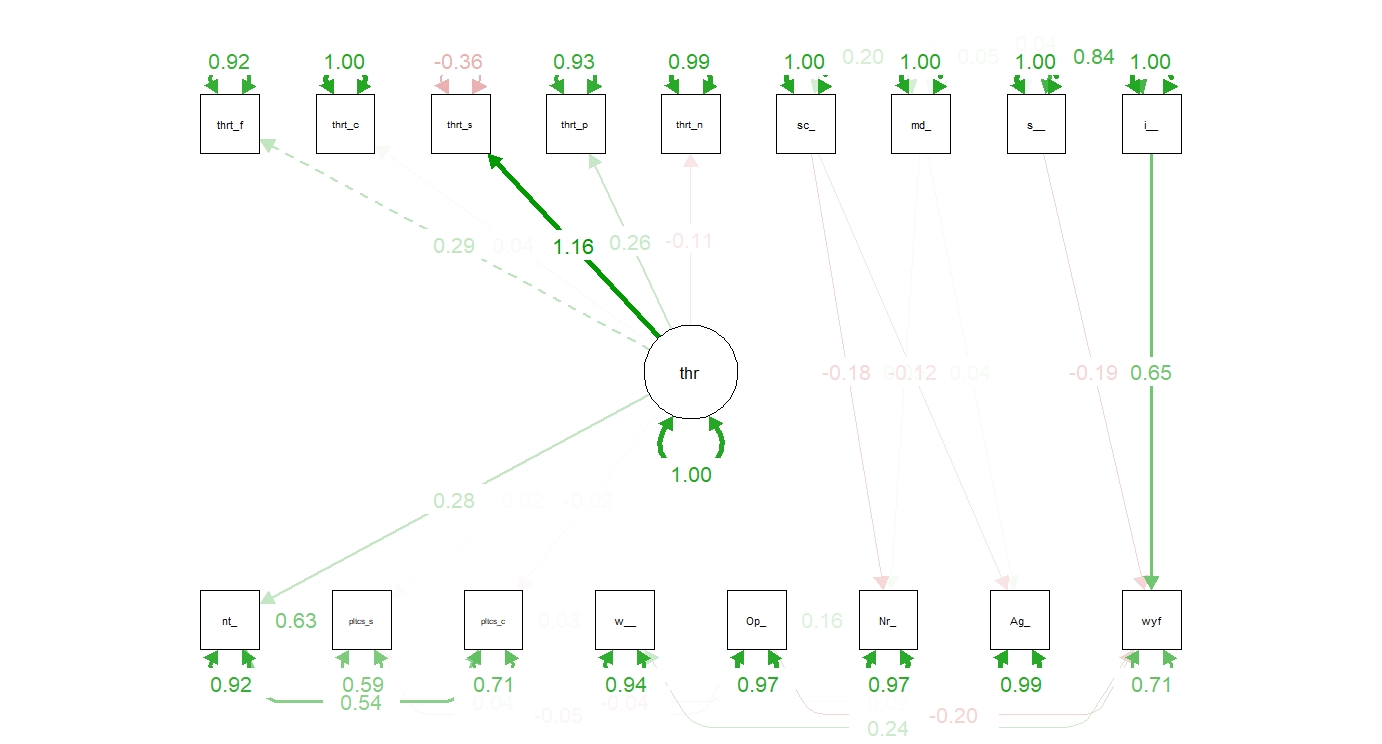 0.92 1.00 -0.36 0.93 0.99 1.00 0.20 1.00 0.05 0.04 1.00 0.84 1.00
thrt_f thrt_c thrt_s thrt_p thrt_n sc_ md_ s__ i__
0.29 0.04 1.16 0.26 -0.11
thr
-0.18 -0.12 0.04 -0.19 0.65
1.00
0.28 0.02 -0.02
nt_ 0.63 pltcs_s pltcs_c 0.03 w__ Op_ 0.16 Nr_ Ag_ wyf
0.92 0.59 0.71 0.94 0.97 0.97 0.99 0.71
0.54 0.04 -0.04
-0.05 -0.20
0.24